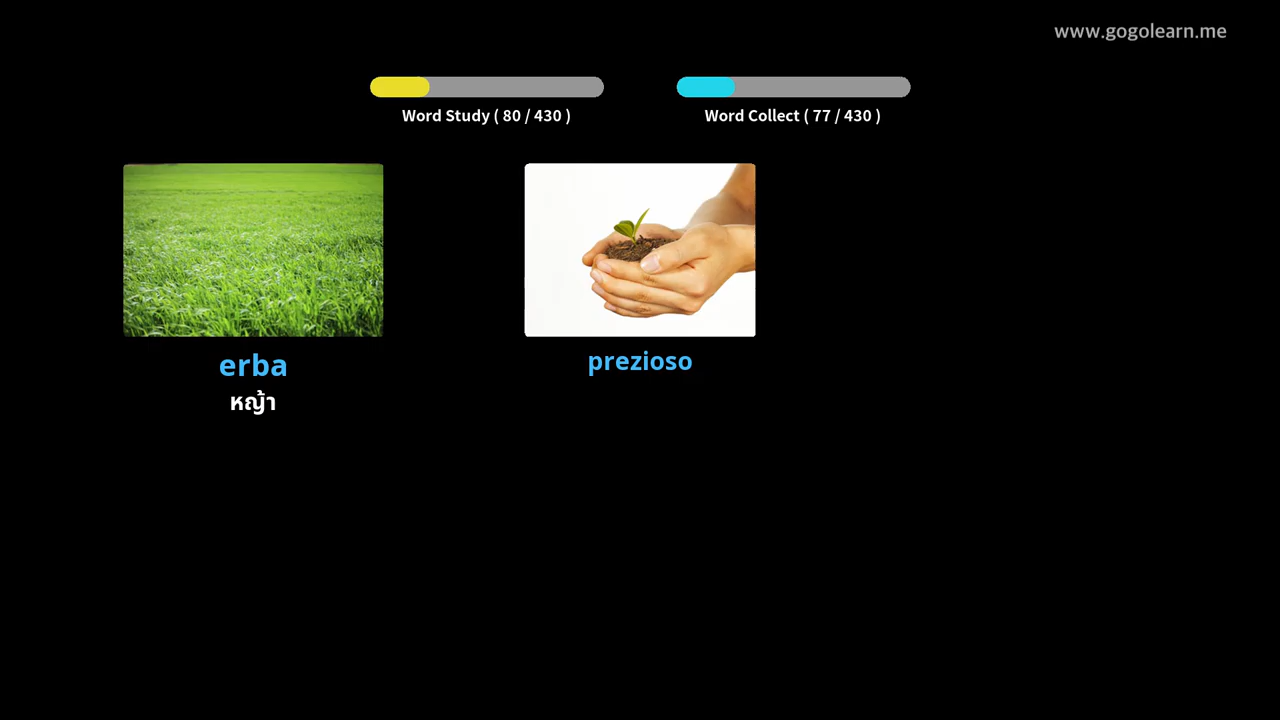 www.gogolearn.me
Word Study ( 80 / 430 )
Word Collect ( 77 / 430 )
erba
หญ้า
prezioso